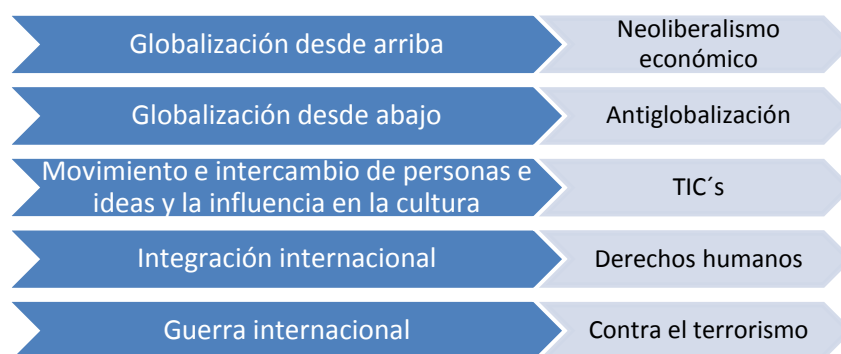 Globalización desde arriba
Neoliberalismo
económico
Globalización desde abajo
Antiglobalización
Movimiento e intercambio de personas e
ideas y la influencia en la cultura
TIC´s
Integración internacional
Derechos humanos
Guerra internacional
Contra el terrorismo